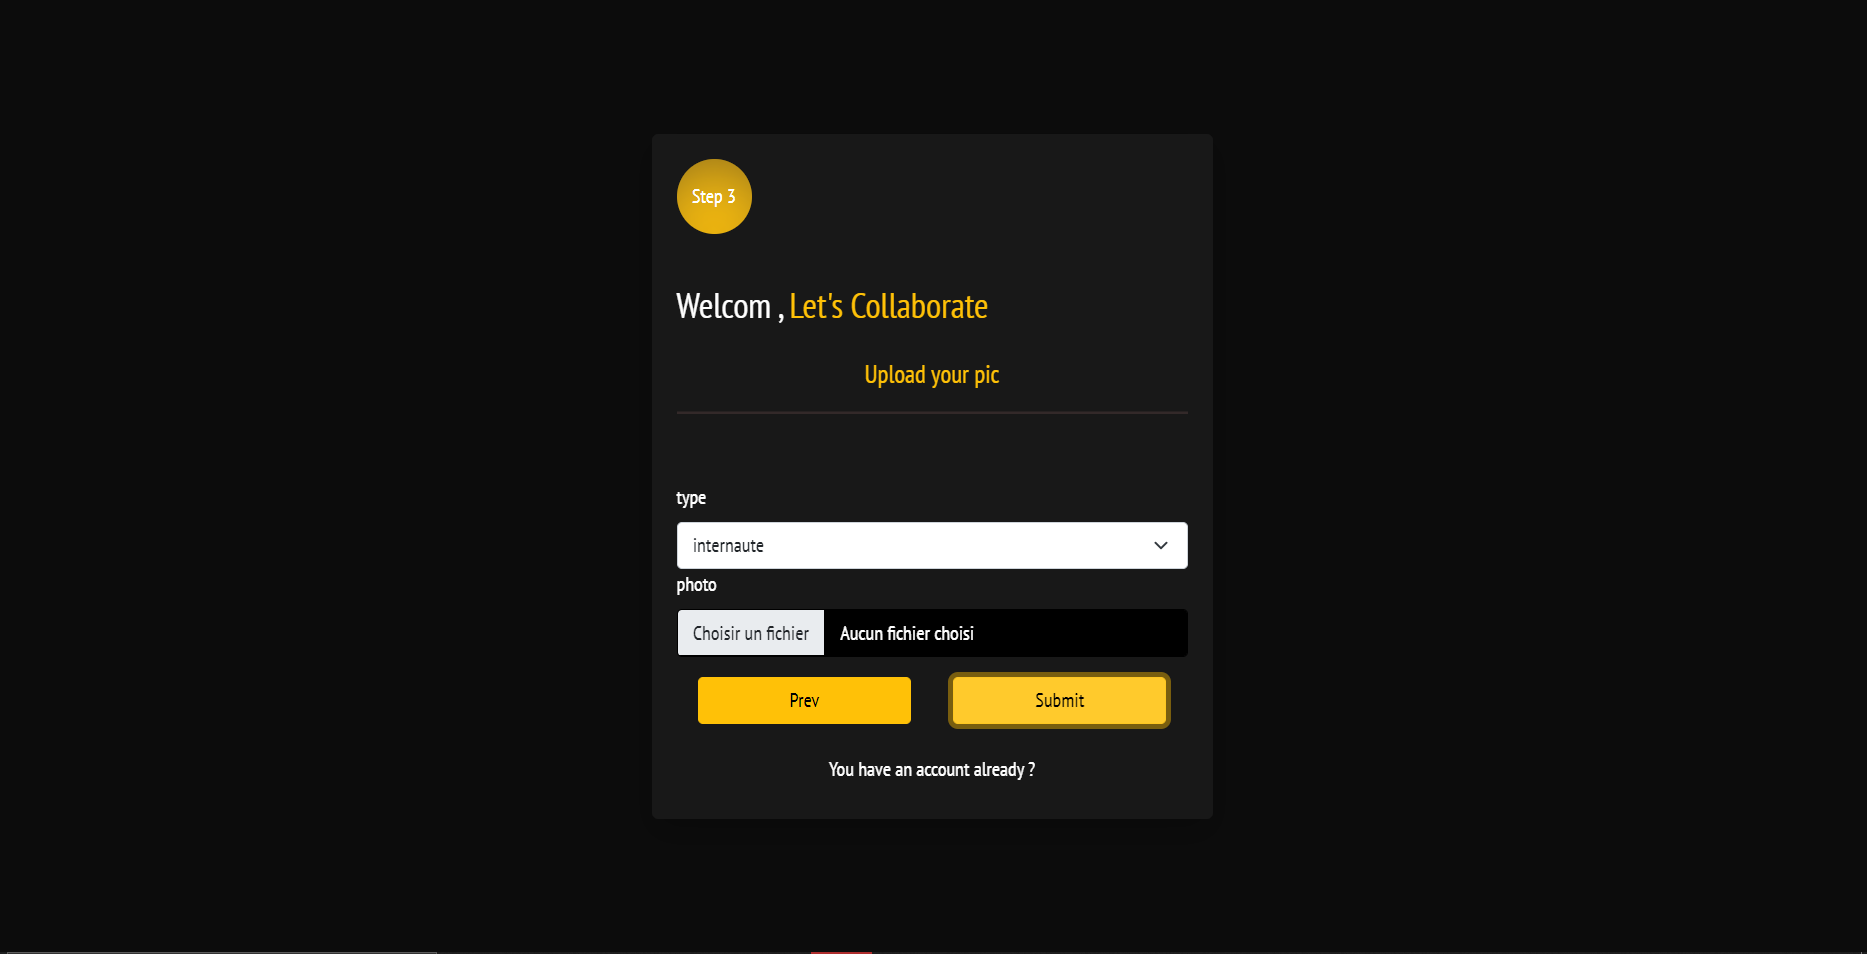 Step 3
Welcom , Let's Collaborate
Upload your pic
type
internaute
photo
Choisir un fichier Aucun fichier choisi
Prev Submit
You have an account already ?